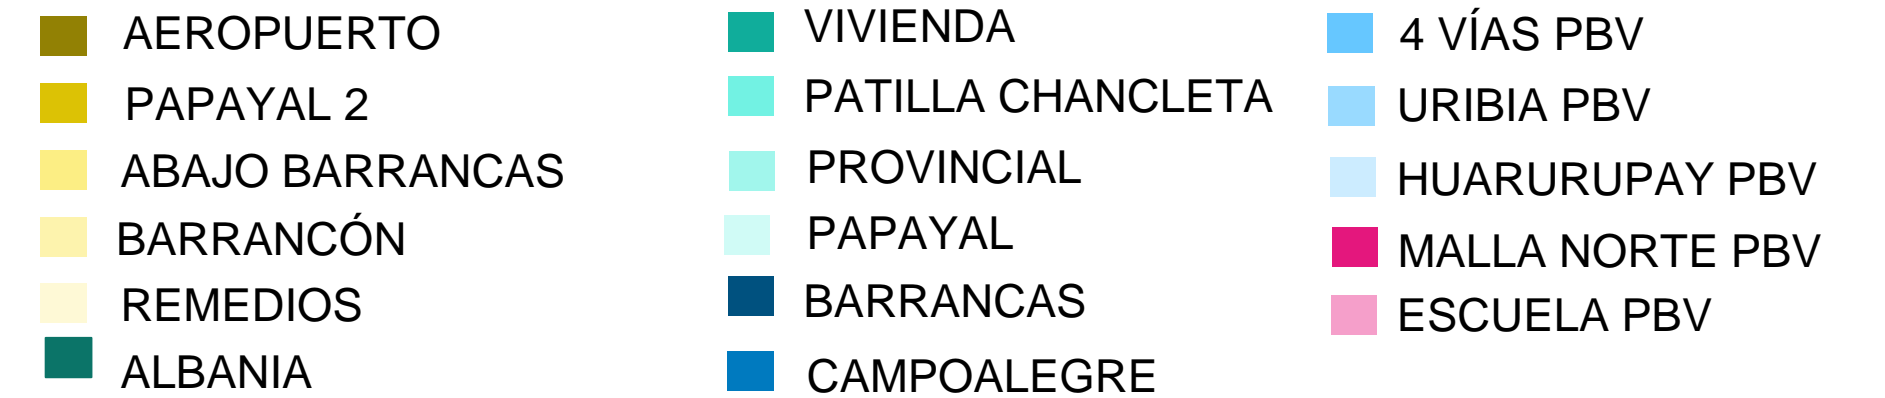 AEROPUERTO
PAPAYAL 2
ABAJO BARRANCAS
BARRANCÓN
REMEDIOS
ALBANIA
VIVIENDA
PATILLA CHANCLETA
PROVINCIAL
PAPAYAL
BARRANCAS
CAMPOALEGRE
4 VÍAS PBV
URIBIA PBV
HUARURUPAY PBV
MALLA NORTE PBV
ESCUELA PBV